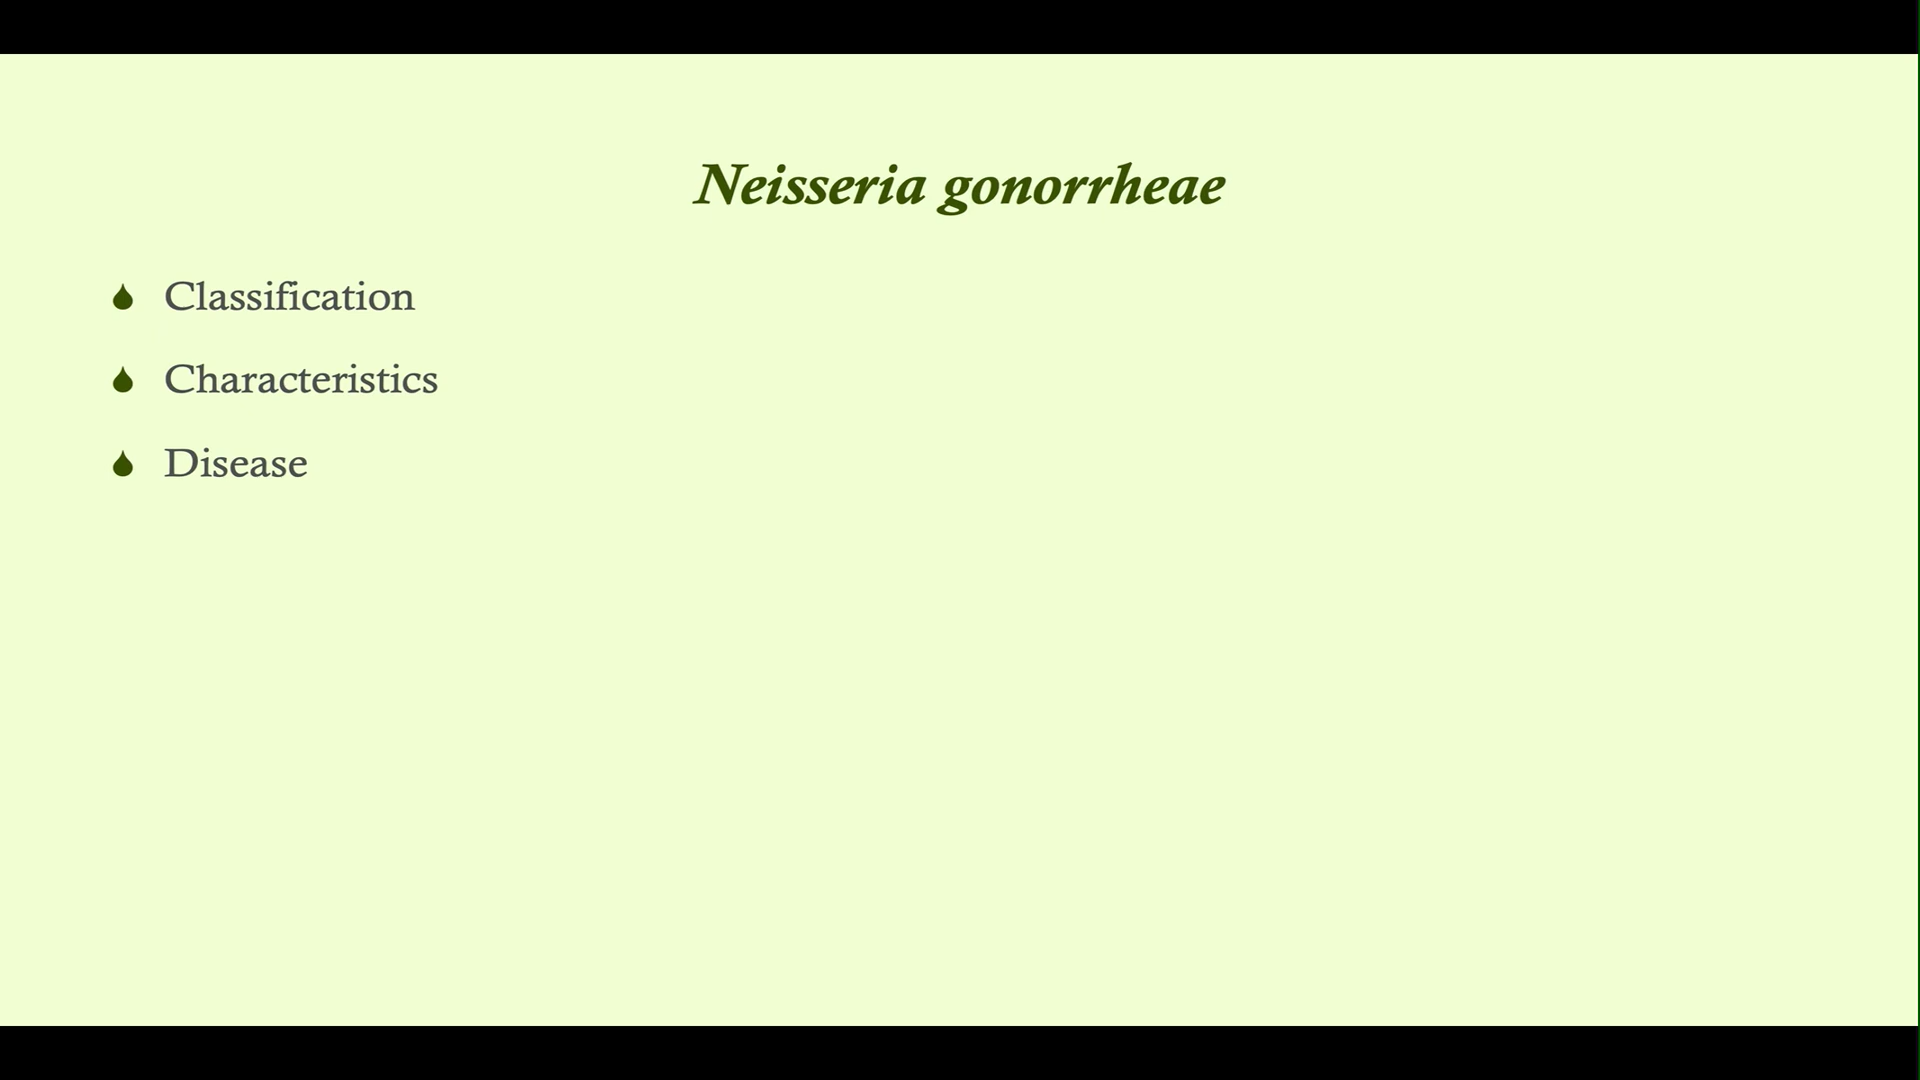 Neisseria gonorrheae
Classification
Characteristics
Disease